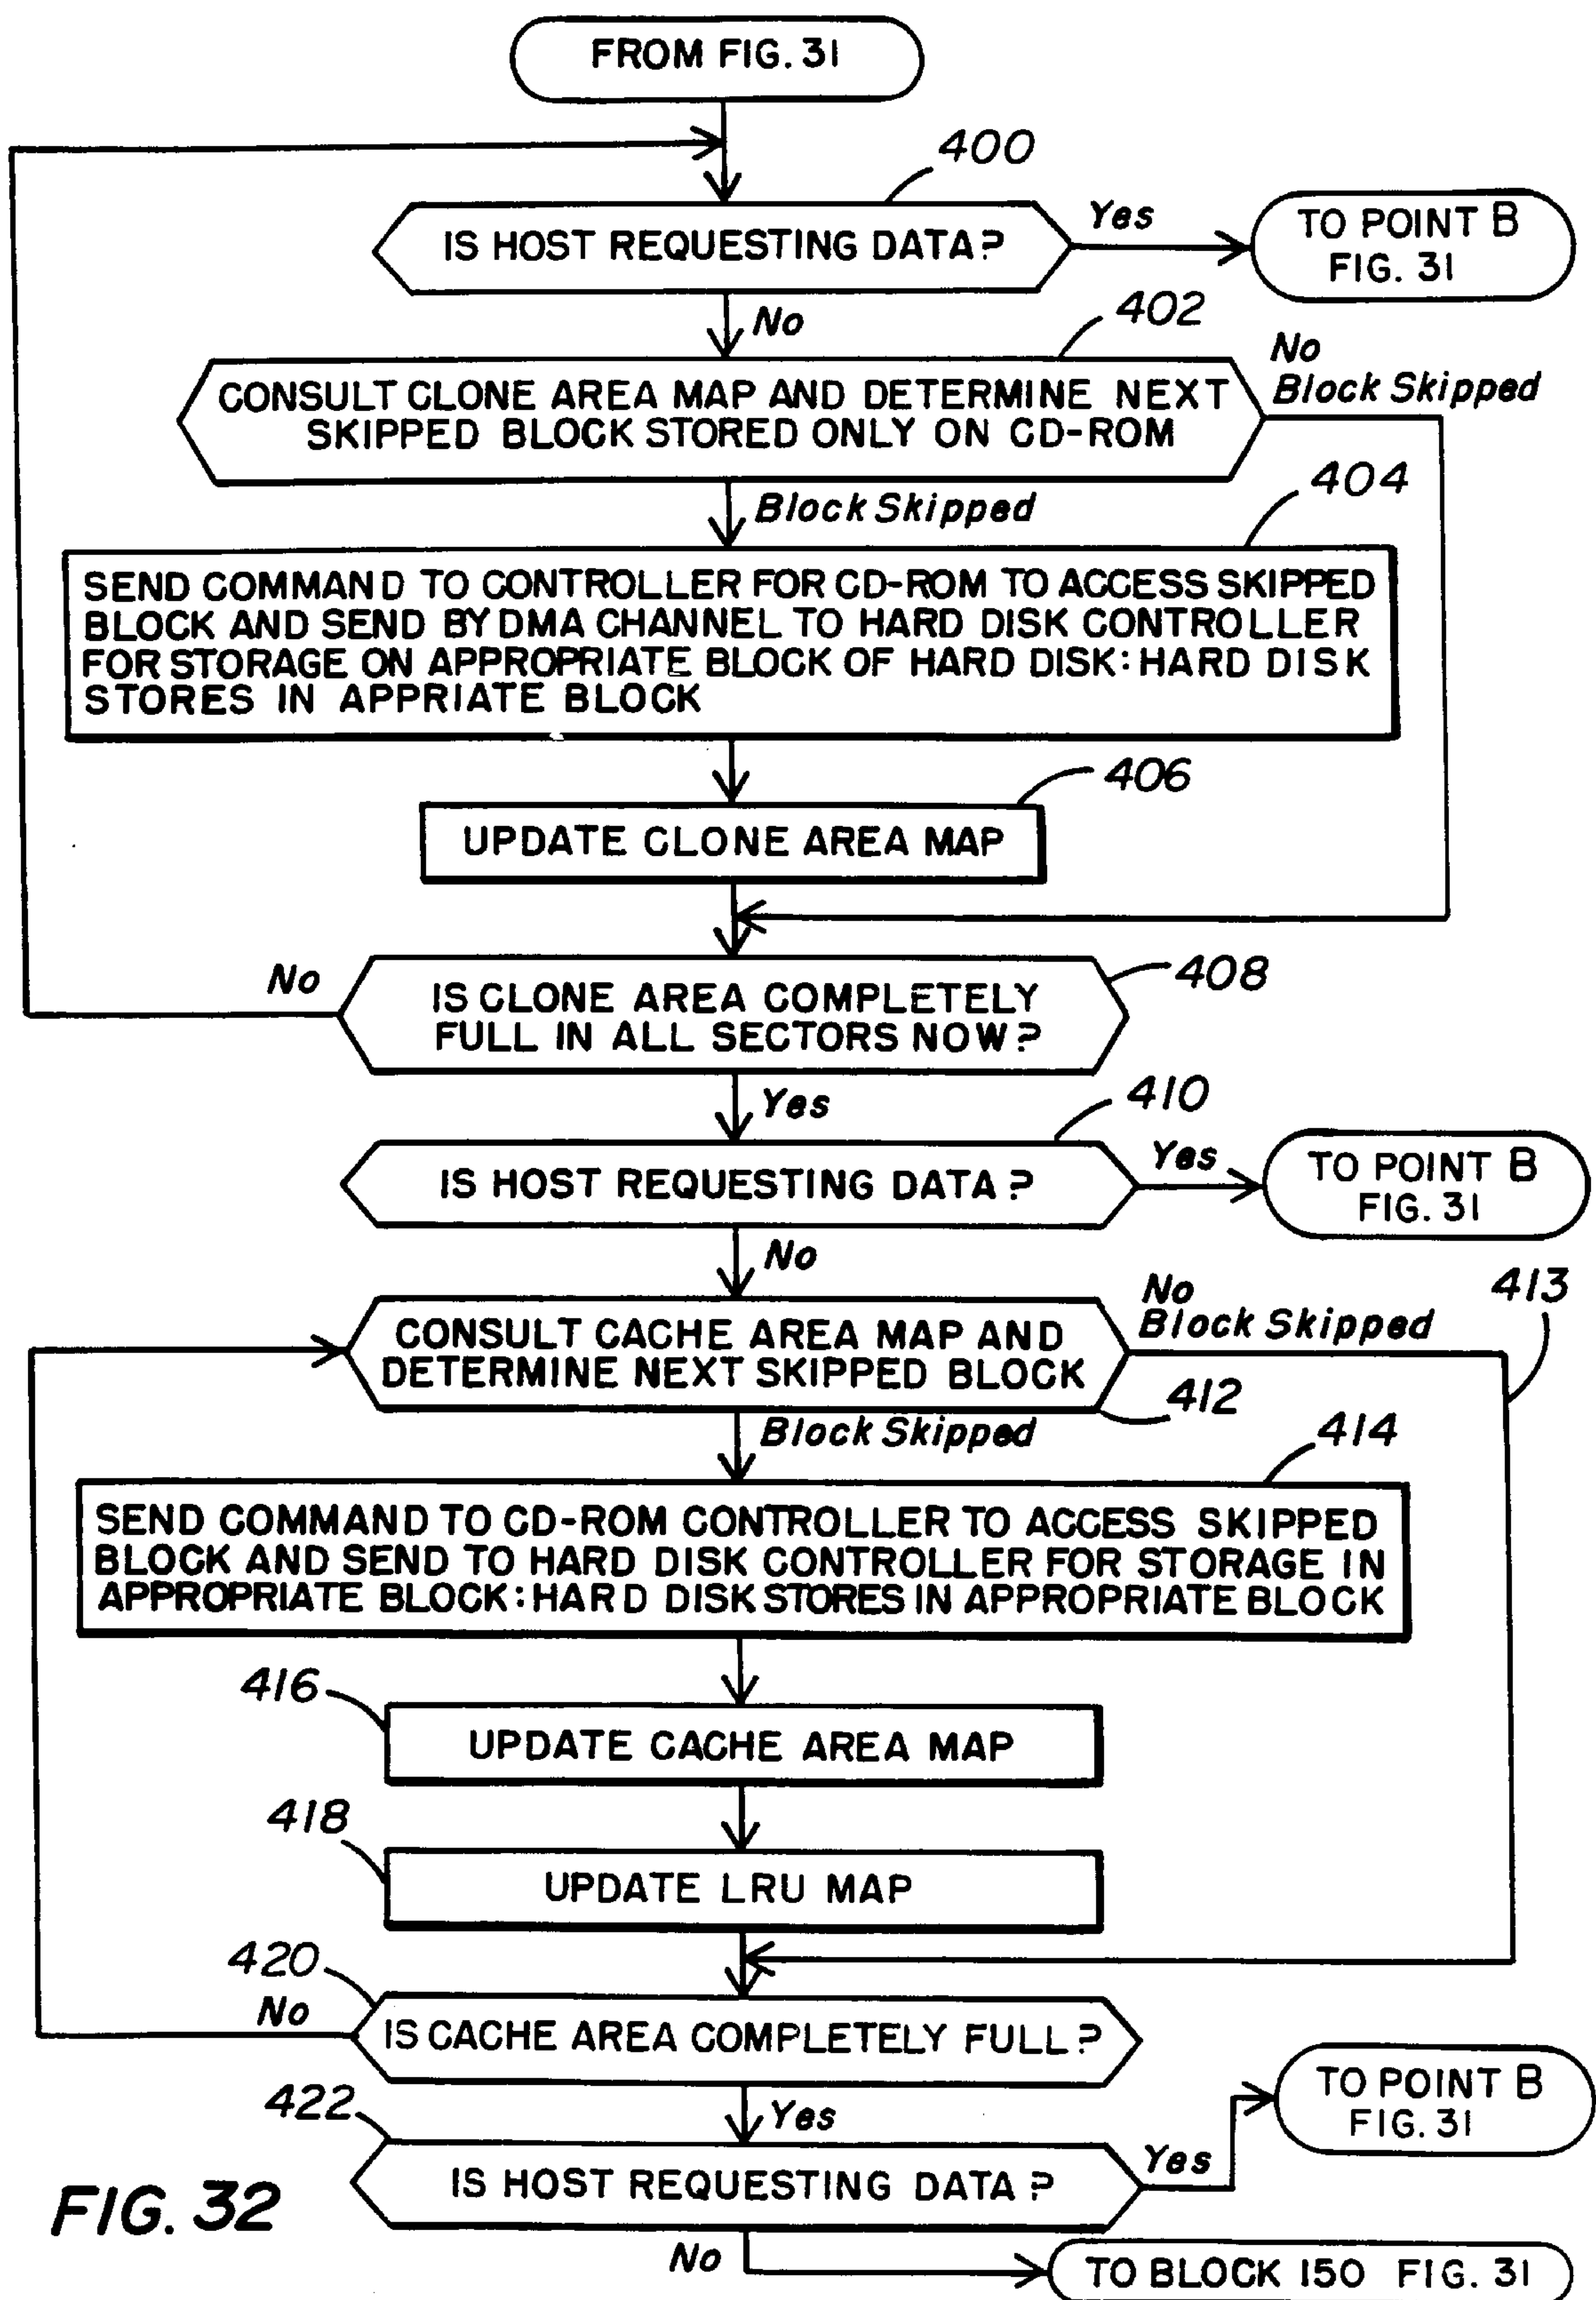 FROM FIG. 31
400
IS HOST REQUESTING DATA?
Yes
TO POINT B
FIG. 31
No
402
CONSULT CLONE AREA MAP AND DETERMINE NEXT
SKIPPED BLOCK STORED ONLY ON CD-ROM
No
Block Skipped
Block Skipped
404
SEND COMMAND TO CONTROLLER FOR CD-ROM TO ACCESS SKIPPED
BLOCK AND SEND BY DMA CHANNEL TO HARD DISK CONTROLLER
FOR STORAGE ON APPROPRIATE BLOCK OF HARD DISK: HARD DISK
STORES IN APPRIATE BLOCK
406
UPDATE CLONE AREA MAP
408
No
IS CLONE AREA COMPLETELY
FULL IN ALL SECTORS NOW?
Yes
410
IS HOST REQUESTING DATA?
Yes
TO POINT B
FIG. 31
No
413
CONSULT CACHE AREA MAP AND
DETERMINE NEXT SKIPPED BLOCK
No
Block Skipped
412
Block Skipped
414
SEND COMMAND TO CD-ROM CONTROLLER TO ACCESS SKIPPED
BLOCK AND SEND TO HARD DISK CONTROLLER FOR STORAGE IN
APPROPRIATE BLOCK: HARD DISK STORES IN APPROPRIATE BLOCK
416
UPDATE CACHE AREA MAP
418
UPDATE LRU MAP
420
No
IS CACHE AREA COMPLETELY FULL?
Yes
422
IS HOST REQUESTING DATA?
Yes
TO POINT B
FIG. 31
No
TO BLOCK 150 FIG. 31
FIG. 32